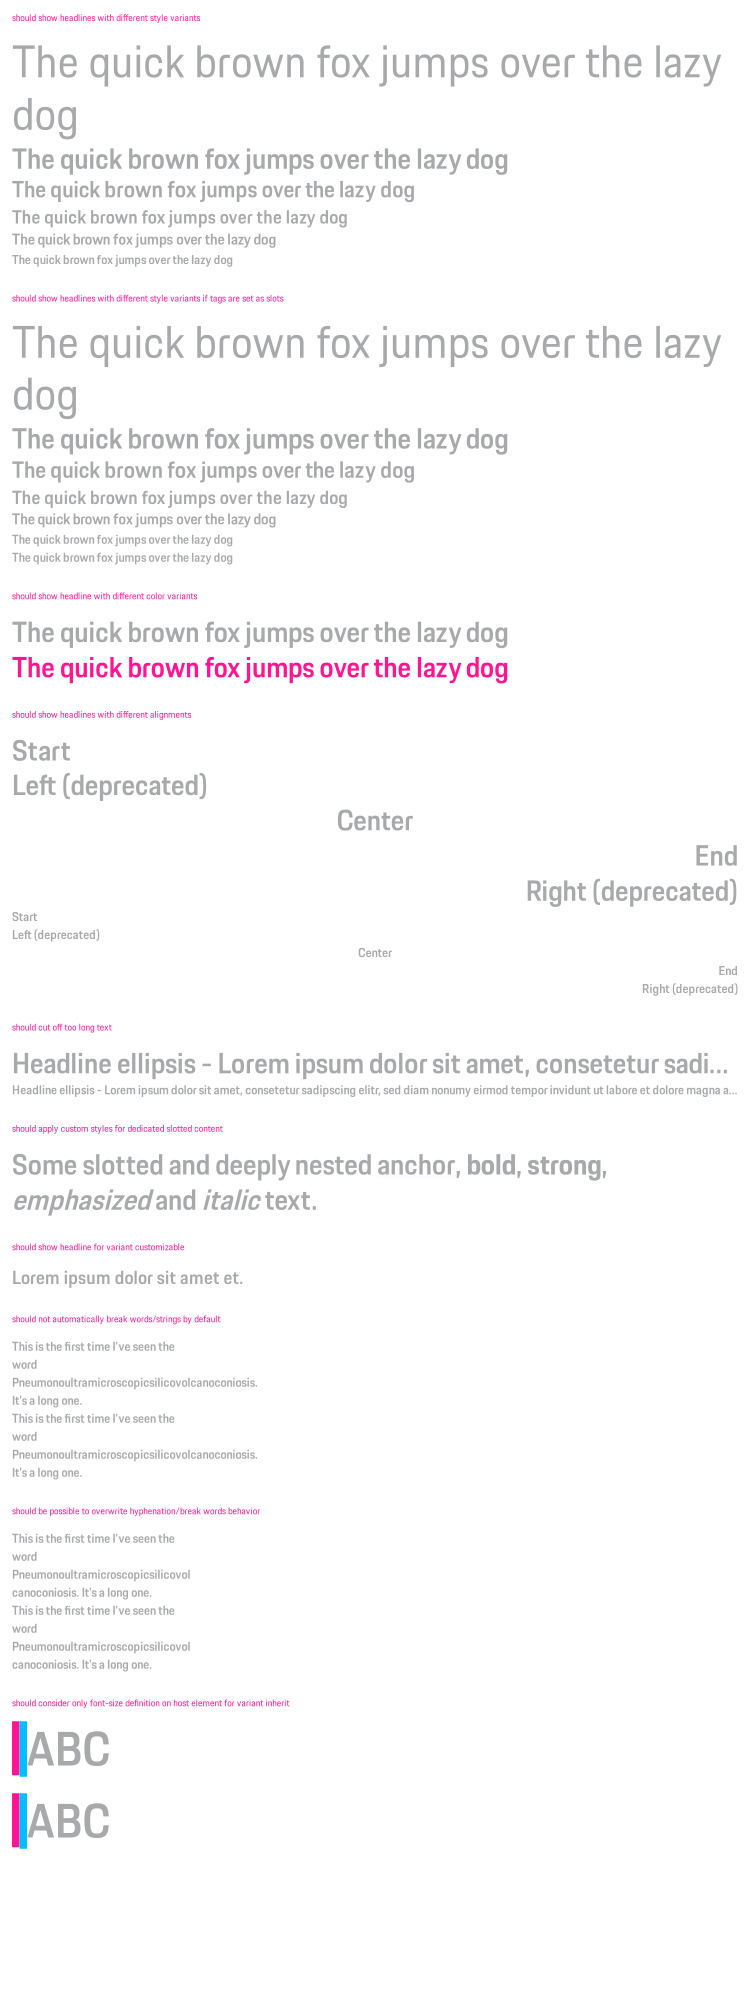 should show headlines with different style variants
The quick brown fox jumps over the lazy
dog
The quick brown fox jumps over the lazy dog
The quick brown fox jumps over the lazy dog
The quick brown fox jumps over the lazy dog
The quick brown fox jumps over the lazy dog
The quick brown fox jumps over the lazy dog
should show headlines with different style variants if tags are set as slots
The quick brown fox jumps over the lazy
dog
The quick brown fox jumps over the lazy dog
The quick brown fox jumps over the lazy dog
The quick brown fox jumps over the lazy dog
The quick brown fox jumps over the lazy dog
The quick brown fox jumps over the lazy dog
The quick brown fox jumps over the lazy dog
should show headline with different color variants
The quick brown fox jumps over the lazy dog
The quick brown fox jumps over the lazy dog
should show headlines with different alignments
Start
Left (deprecated)
Center
End
Right (deprecated)
Start
Left (deprecated)
Center
End
Right (deprecated)
should cut off too long text
Headline ellipsis - Lorem ipsum dolor sit amet, consetetur sadi...
Headline ellipsis - Lorem ipsum dolor sit amet, consetetur sadipscing elitr, sed diam nonumy eirmod tempor invidunt ut labore et dolore magna a...
should apply custom styles for dedicated slotted content
Some slotted and deeply nested anchor, bold, strong,
emphasized and italic text.
should show headline for variant customizable
Lorem ipsum dolor sit amet et.
should not automatically break words/strings by default
This is the first time I've seen the
word
Pneumonoultramicroscopicsilicovolcanoconiosis.
It's a long one.
This is the first time I've seen the
word
Pneumonoultramicroscopicsilicovolcanoconiosis.
It's a long one.
should be possible to overwrite hyphenation/break words behavior
This is the first time I've seen the
word
Pneumonoultramicroscopicsilicovol
canoconiosis. It's a long one.
This is the first time I've seen the
word
Pneumonoultramicroscopicsilicovol
canoconiosis. It's a long one.
should consider only font-size definition on host element for variant inherit
ABC
ABC